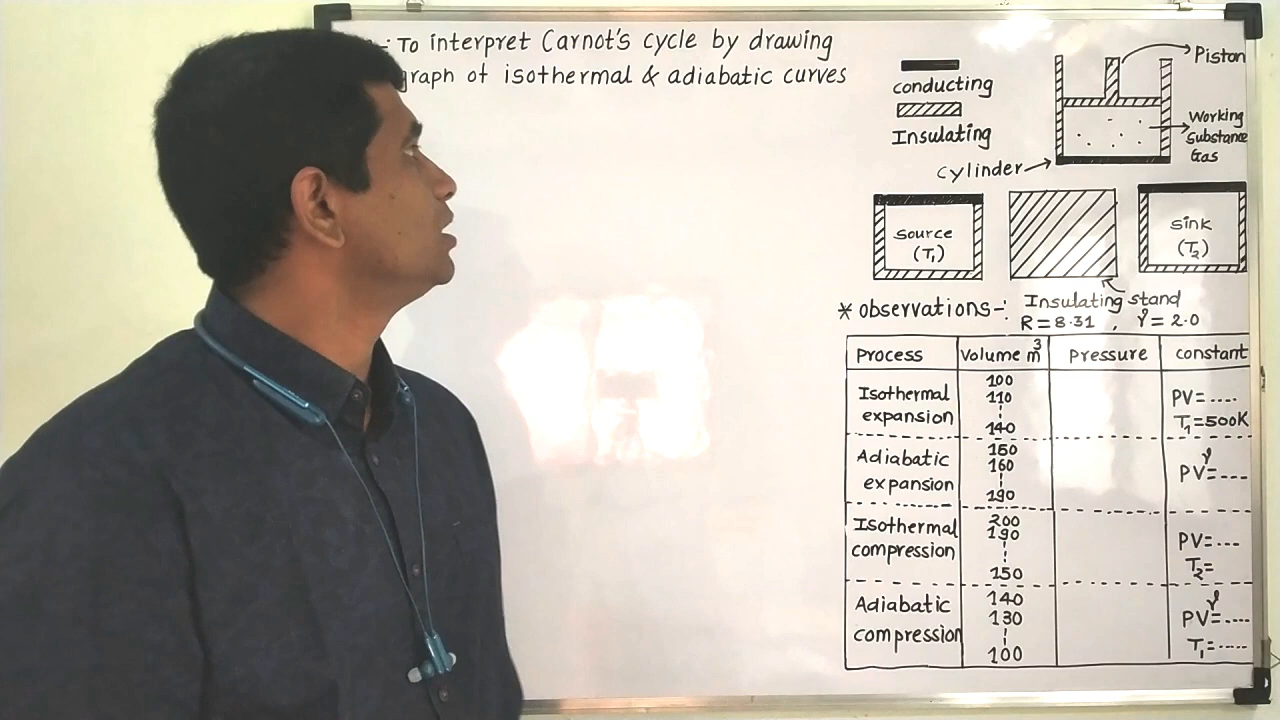 :- To interpret Carnot's cycle by drawing
graph of isothermal & adiabatic curves
conducting
Insulating
Piston
Working
Substance
Gas
cylinder
source
(T₁)
Sink
(T₂)
Insulating stand
* observations-:
R = 8.31 , γ = 2.0
Process Volume m³ Pressure constant
Isothermal
expansion
100
110
140
PV= ....
T₁=500K
Adiabatic
expansion
150
160
190
PV^γ= ....
Isothermal
compression
200
190
150
PV= ---
T₂=
Adiabatic
compression
140
130
100
PV^γ= ....
T₁= .....